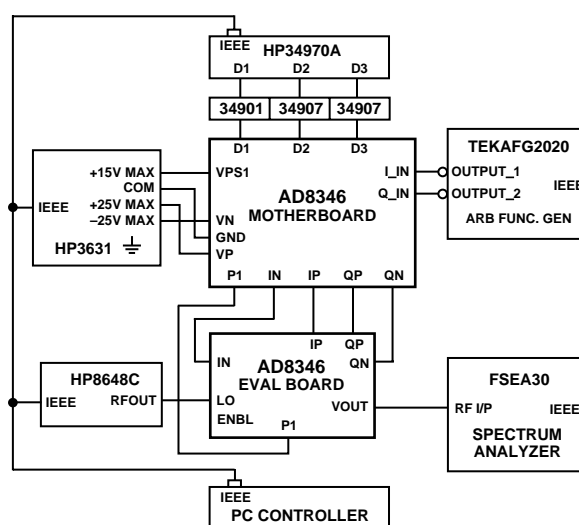 IEEE
HP34970A
D1 D2 D3
34901 34907 34907
D1 D2 D3
+15V MAX
COM
+25V MAX
–25V MAX
IEEE
HP3631
VPS1
VN
GND
VP
AD8346
MOTHERBOARD
I_IN
Q_IN
P1 IN IP QP QN
TEKAFG2020
OUTPUT_1
OUTPUT_2
IEEE
ARB FUNC. GEN
IP QP
IN
QN
AD8346
EVAL BOARD
LO
ENBL
VOUT
P1
HP8648C
IEEE RFOUT
FSEA30
RF I/P IEEE
SPECTRUM
ANALYZER
IEEE
PC CONTROLLER